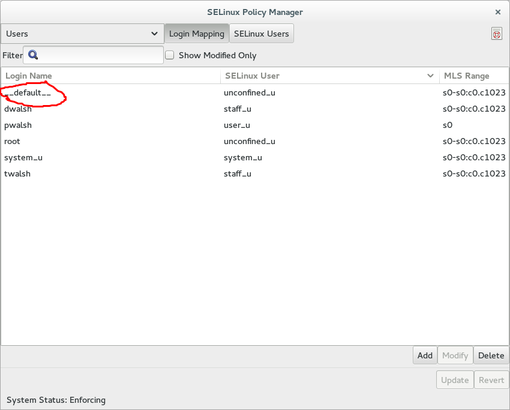 SELinux Policy Manager
Users Login Mapping SELinux Users
Filter Show Modified Only
Login Name SELinux User MLS Range
__default__ unconfined_u s0-s0:c0.c1023
dwalsh staff_u s0-s0:c0.c1023
pwalsh user_u s0
root unconfined_u s0-s0:c0.c1023
system_u system_u s0-s0:c0.c1023
twalsh staff_u s0-s0:c0.c1023
Add Modify Delete
Update Revert
System Status: Enforcing